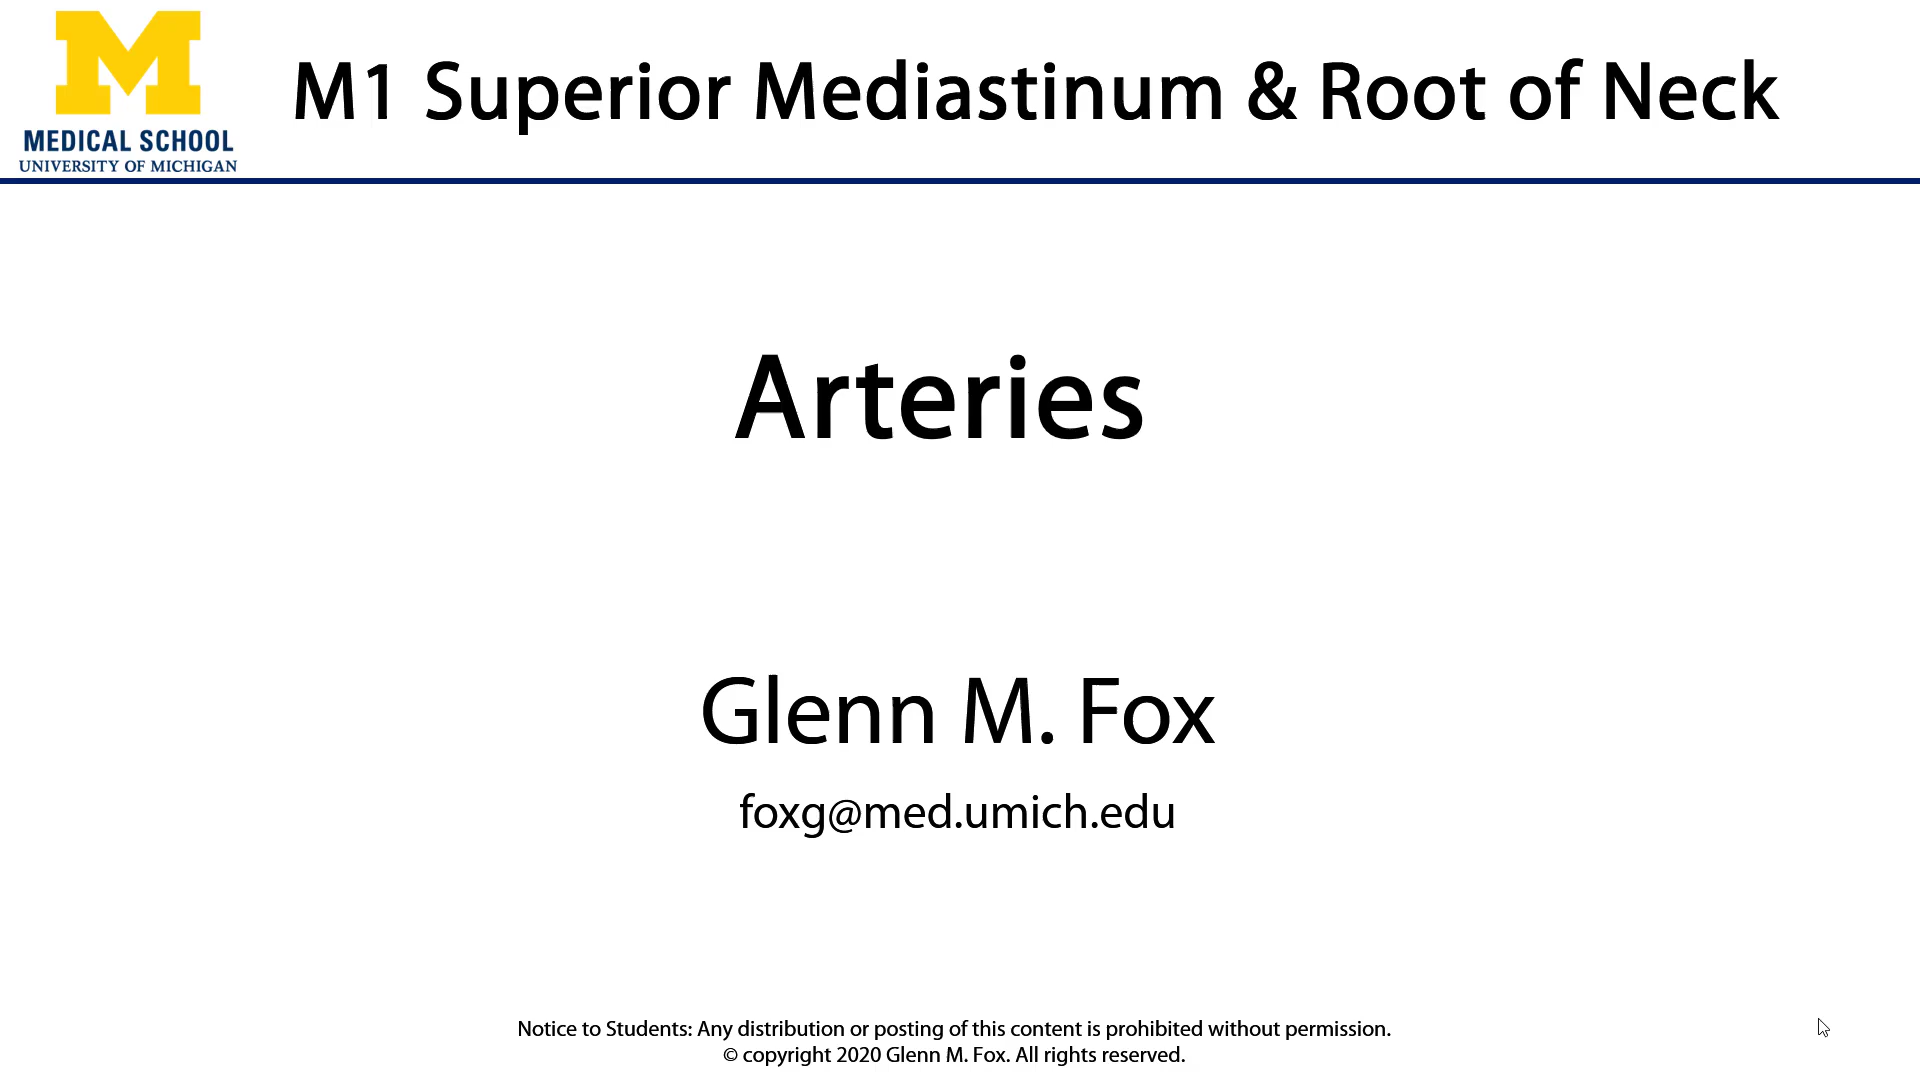 M
MEDICAL SCHOOL
UNIVERSITY OF MICHIGAN
M1 Superior Mediastinum & Root of Neck
Arteries
Glenn M. Fox
foxg@med.umich.edu
Notice to Students: Any distribution or posting of this content is prohibited without permission.
© copyright 2020 Glenn M. Fox. All rights reserved.